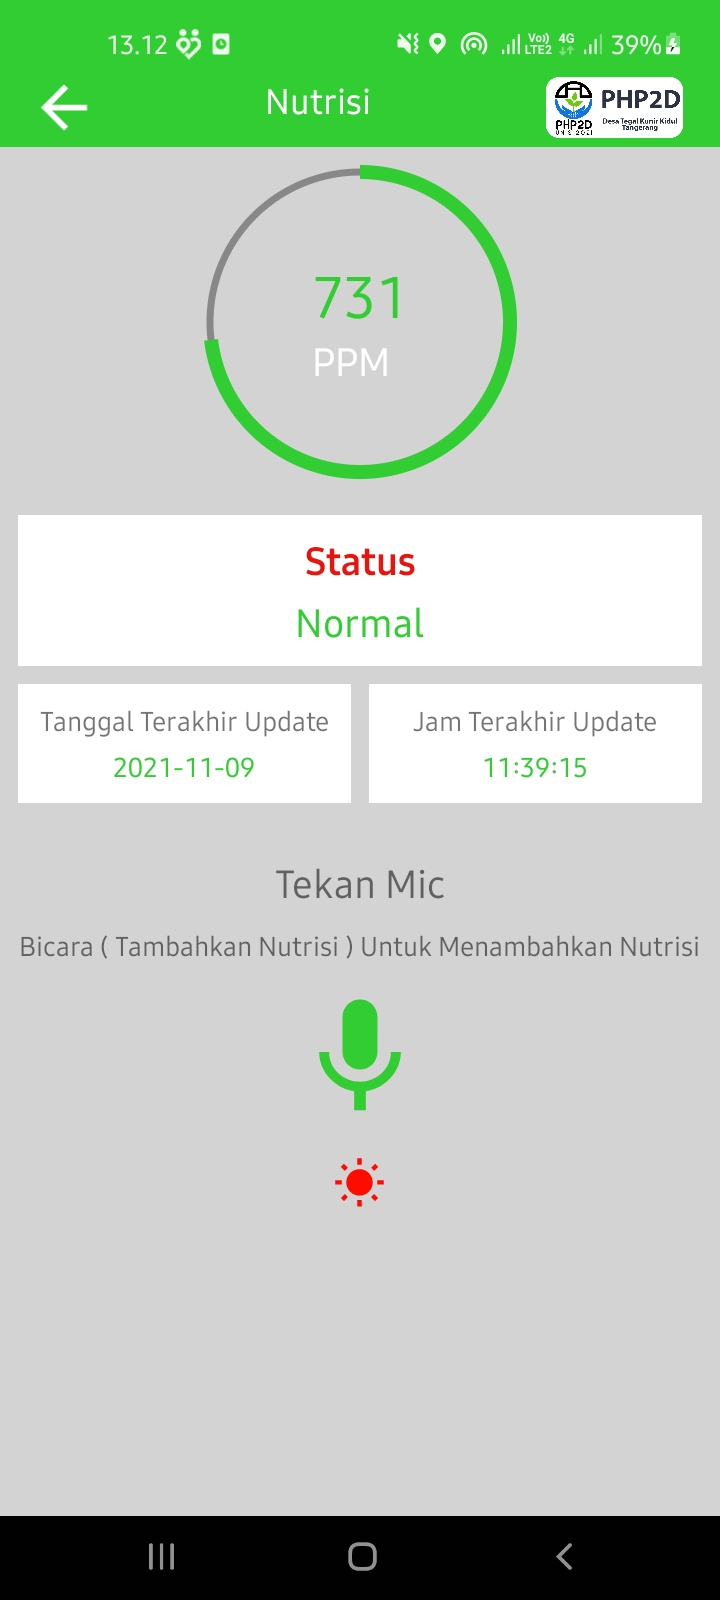 13.12
Vo)) LTE2 4G 39%
Nutrisi
PHP2D
Desa Tegal Kunir Kidul
Tangerang
PHP2D
731
PPM
Status
Normal
Tanggal Terakhir Update
2021-11-09
Jam Terakhir Update
11:39:15
Tekan Mic
Bicara ( Tambahkan Nutrisi ) Untuk Menambahkan Nutrisi